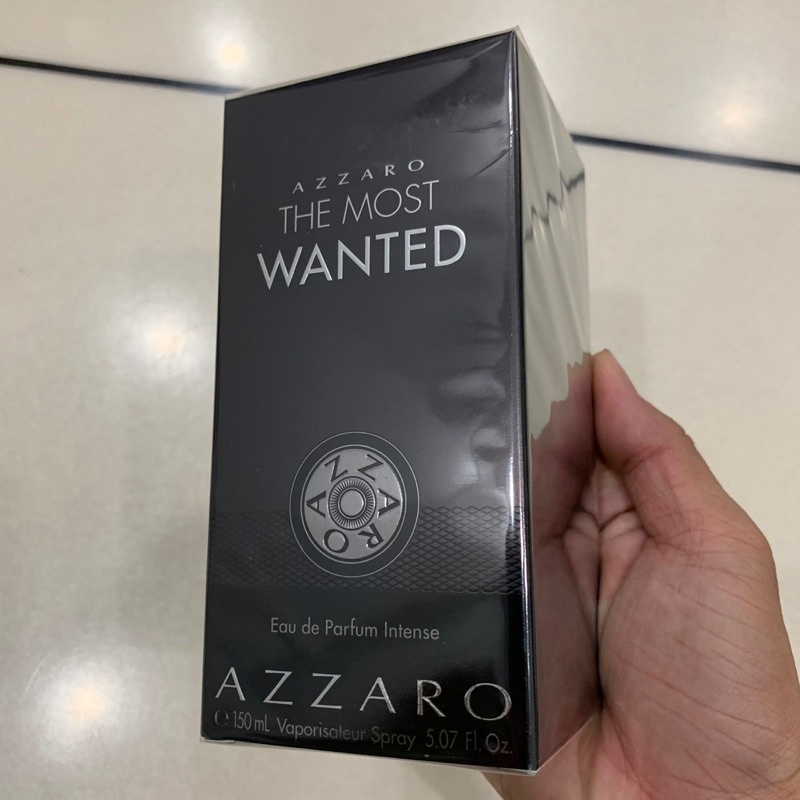 AZZARO
THE MOST
WANTED
AZZARO
Eau de Parfum Intense
AZZARO
℮ 150 mL Vaporisateur Spray 5.07 Fl. Oz.